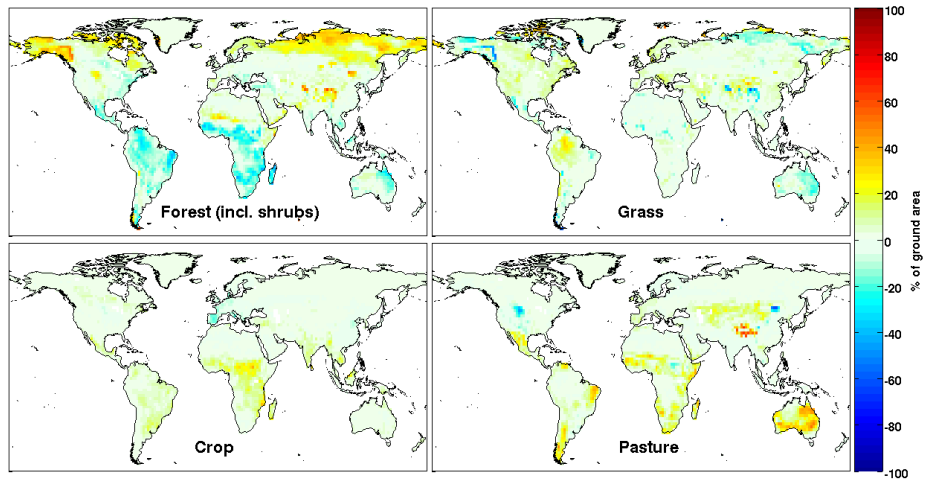 Forest (incl. shrubs)
Grass
Crop
Pasture
100
80
60
40
20
0
-20
-40
-60
-80
-100
% of ground area